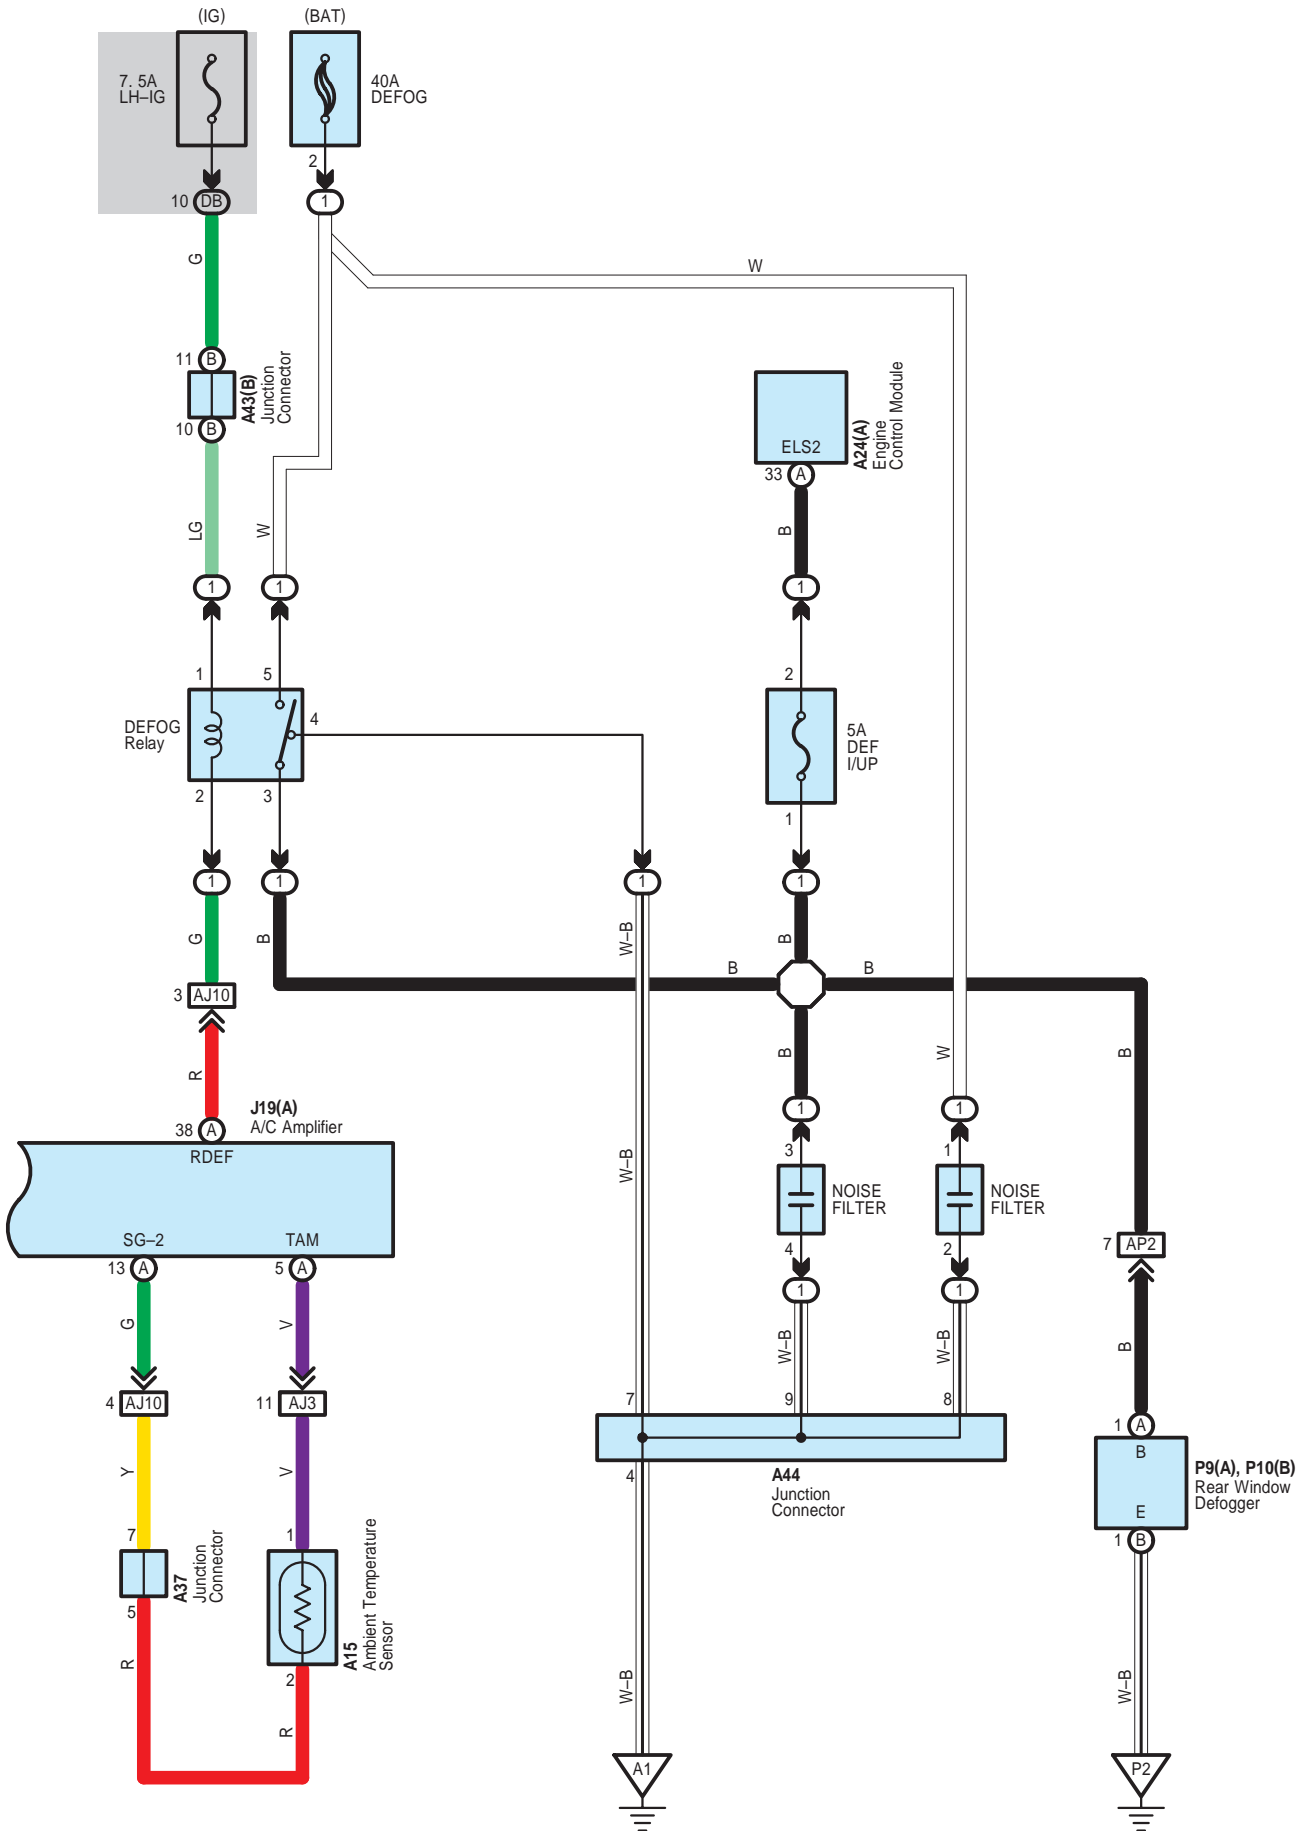 (IG)
(BAT)
7. 5A
LH–IG
40A
DEFOG
2
10 DB
1
G
W
11 B
A43(B)
Junction
Connector
10 B
ELS2
A24(A)
Engine
Control Module
33 A
LG
W
B
1
1
1
1
5
2
DEFOG
Relay
4
5A
DEF
I/UP
2
3
1
1
1
1
1
G
B
W–B
B
B
B
3 AJ10
R
B
W
B
J19(A)
A/C Amplifier
38 A
RDEF
1
1
W–B
3
1
NOISE
FILTER
NOISE
FILTER
SG–2
TAM
4
2
7 AP2
13 A
5 A
1
1
G
V
W–B
W–B
B
4 AJ10
11 AJ3
7
9
8
1 A
Y
V
B
A44
Junction
Connector
4
P9(A), P10(B)
Rear Window
Defogger
E
7
1
1 B
A37
Junction
Connector
A15
Ambient Temperature
Sensor
5
2
R
R
W–B
W–B
A1
P2